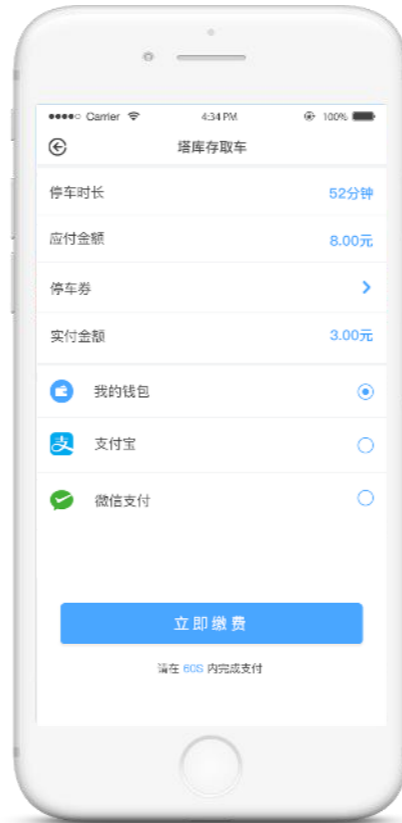 Carrier 4:34 PM 100%
塔库存取车
停车时长 52分钟
应付金额 8.00元
停车券
实付金额 3.00元
我的钱包
支 支付宝
微信支付
立即缴费
请在 60S 内完成支付